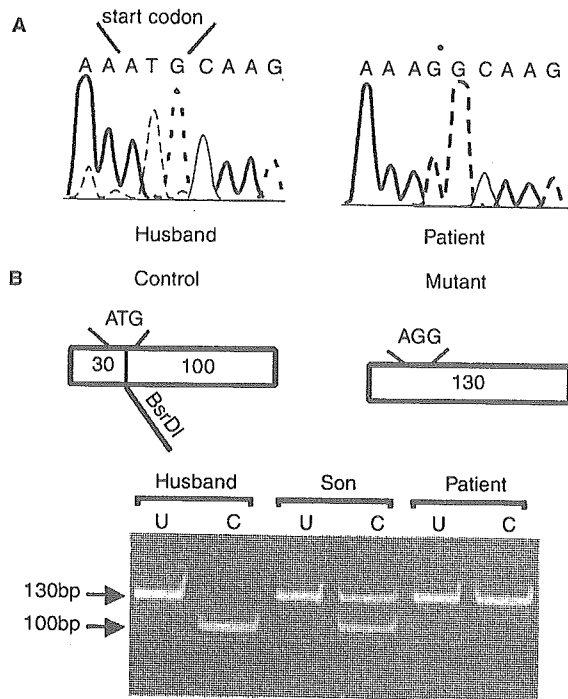 A
start codon
A A A T G C A A G
A A A G G C A A G
Husband
Patient
B
Control
Mutant
ATG
30 100
BsrDI
AGG
130
Husband Son Patient
U C U C U C
130bp
100bp